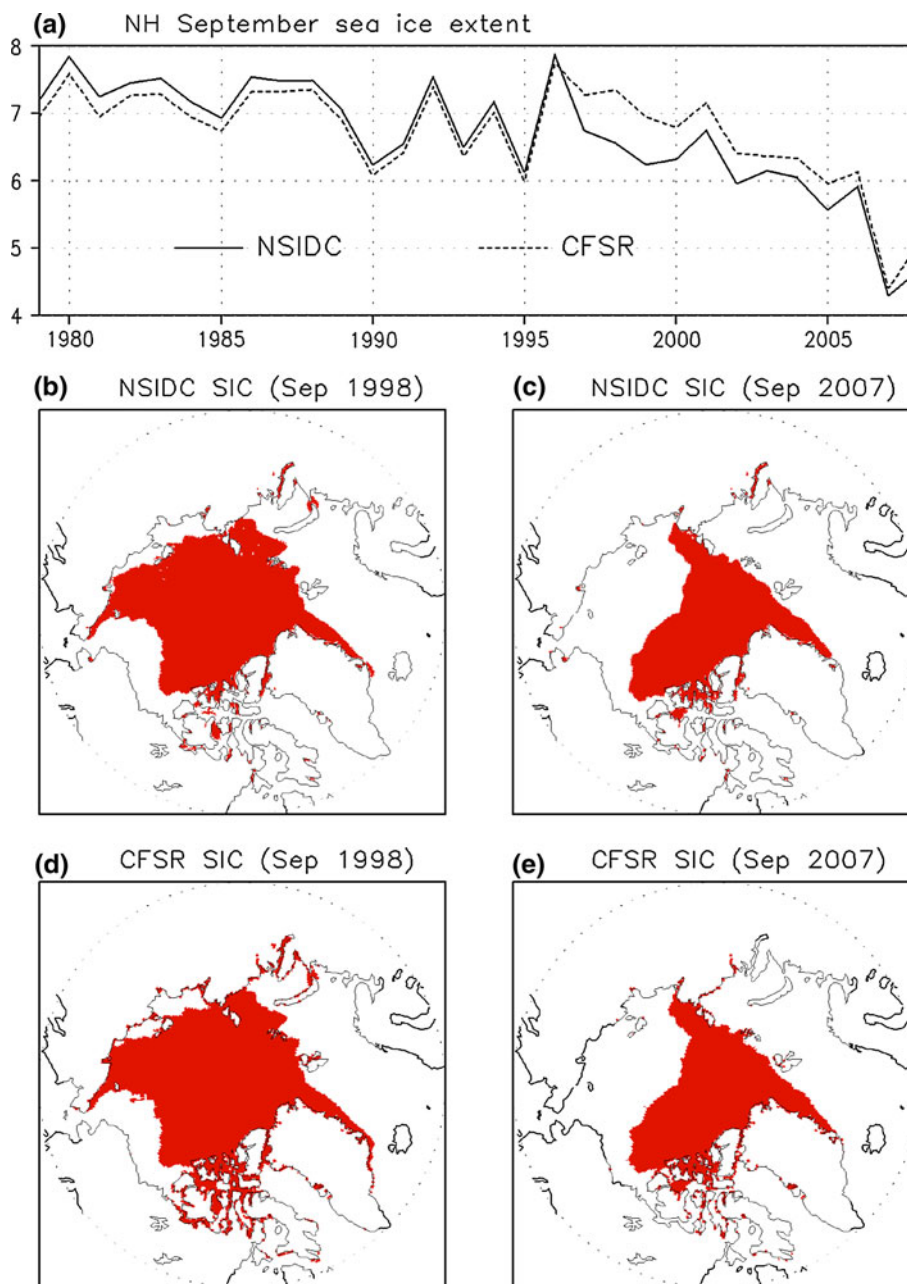 (a) NH September sea ice extent
8
7
6
5
4
NSIDC CFSR
1980 1985 1990 1995 2000 2005
(b) NSIDC SIC (Sep 1998)
(c) NSIDC SIC (Sep 2007)
(d) CFSR SIC (Sep 1998)
(e) CFSR SIC (Sep 2007)